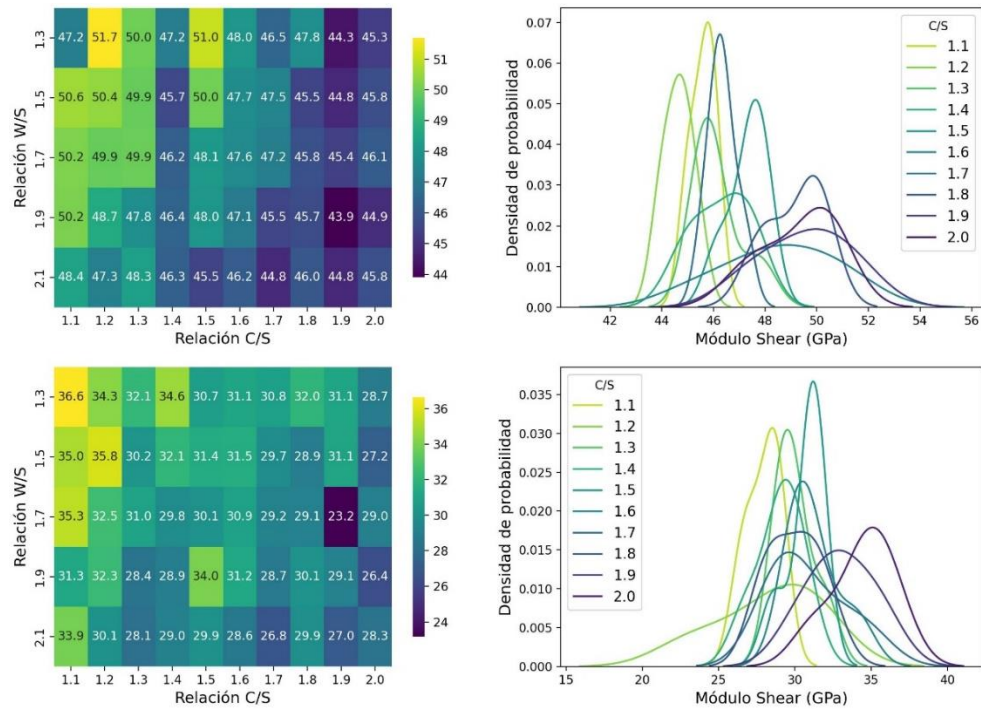 1.3 47.2 51.7 50.0 47.2 51.0 48.0 46.5 47.8 44.3 45.3
1.5 50.6 50.4 49.9 45.7 50.0 47.7 47.5 45.5 44.8 45.8
1.7 50.2 49.9 49.9 46.2 48.1 47.6 47.2 45.8 45.4 46.1
1.9 50.2 48.7 47.8 46.4 48.0 47.1 45.5 45.7 43.9 44.9
2.1 48.4 47.3 48.3 46.3 45.5 46.2 44.8 46.0 44.8 45.8
Relación W/S
1.1 1.2 1.3 1.4 1.5 1.6 1.7 1.8 1.9 2.0
Relación C/S
51
50
49
48
47
46
45
44
Densidad de probabilidad
0.07
0.06
0.05
0.04
0.03
0.02
0.01
0.00
42 44 46 48 50 52 54 56
Módulo Shear (GPa)
C/S
1.1
1.2
1.3
1.4
1.5
1.6
1.7
1.8
1.9
2.0
1.3 36.6 34.3 32.1 34.6 30.7 31.1 30.8 32.0 31.1 28.7
1.5 35.0 35.8 30.2 32.1 31.4 31.5 29.7 28.9 31.1 27.2
1.7 35.3 32.5 31.0 29.8 30.1 30.9 29.2 29.1 23.2 29.0
1.9 31.3 32.3 28.4 28.9 34.0 31.2 28.7 30.1 29.1 26.4
2.1 33.9 30.1 28.1 29.0 29.9 28.6 26.8 29.9 27.0 28.3
Relación W/S
1.1 1.2 1.3 1.4 1.5 1.6 1.7 1.8 1.9 2.0
Relación C/S
36
34
32
30
28
26
24
Densidad de probabilidad
0.035
0.030
0.025
0.020
0.015
0.010
0.005
0.000
15 20 25 30 35 40
Módulo Shear (GPa)
C/S
1.1
1.2
1.3
1.4
1.5
1.6
1.7
1.8
1.9
2.0